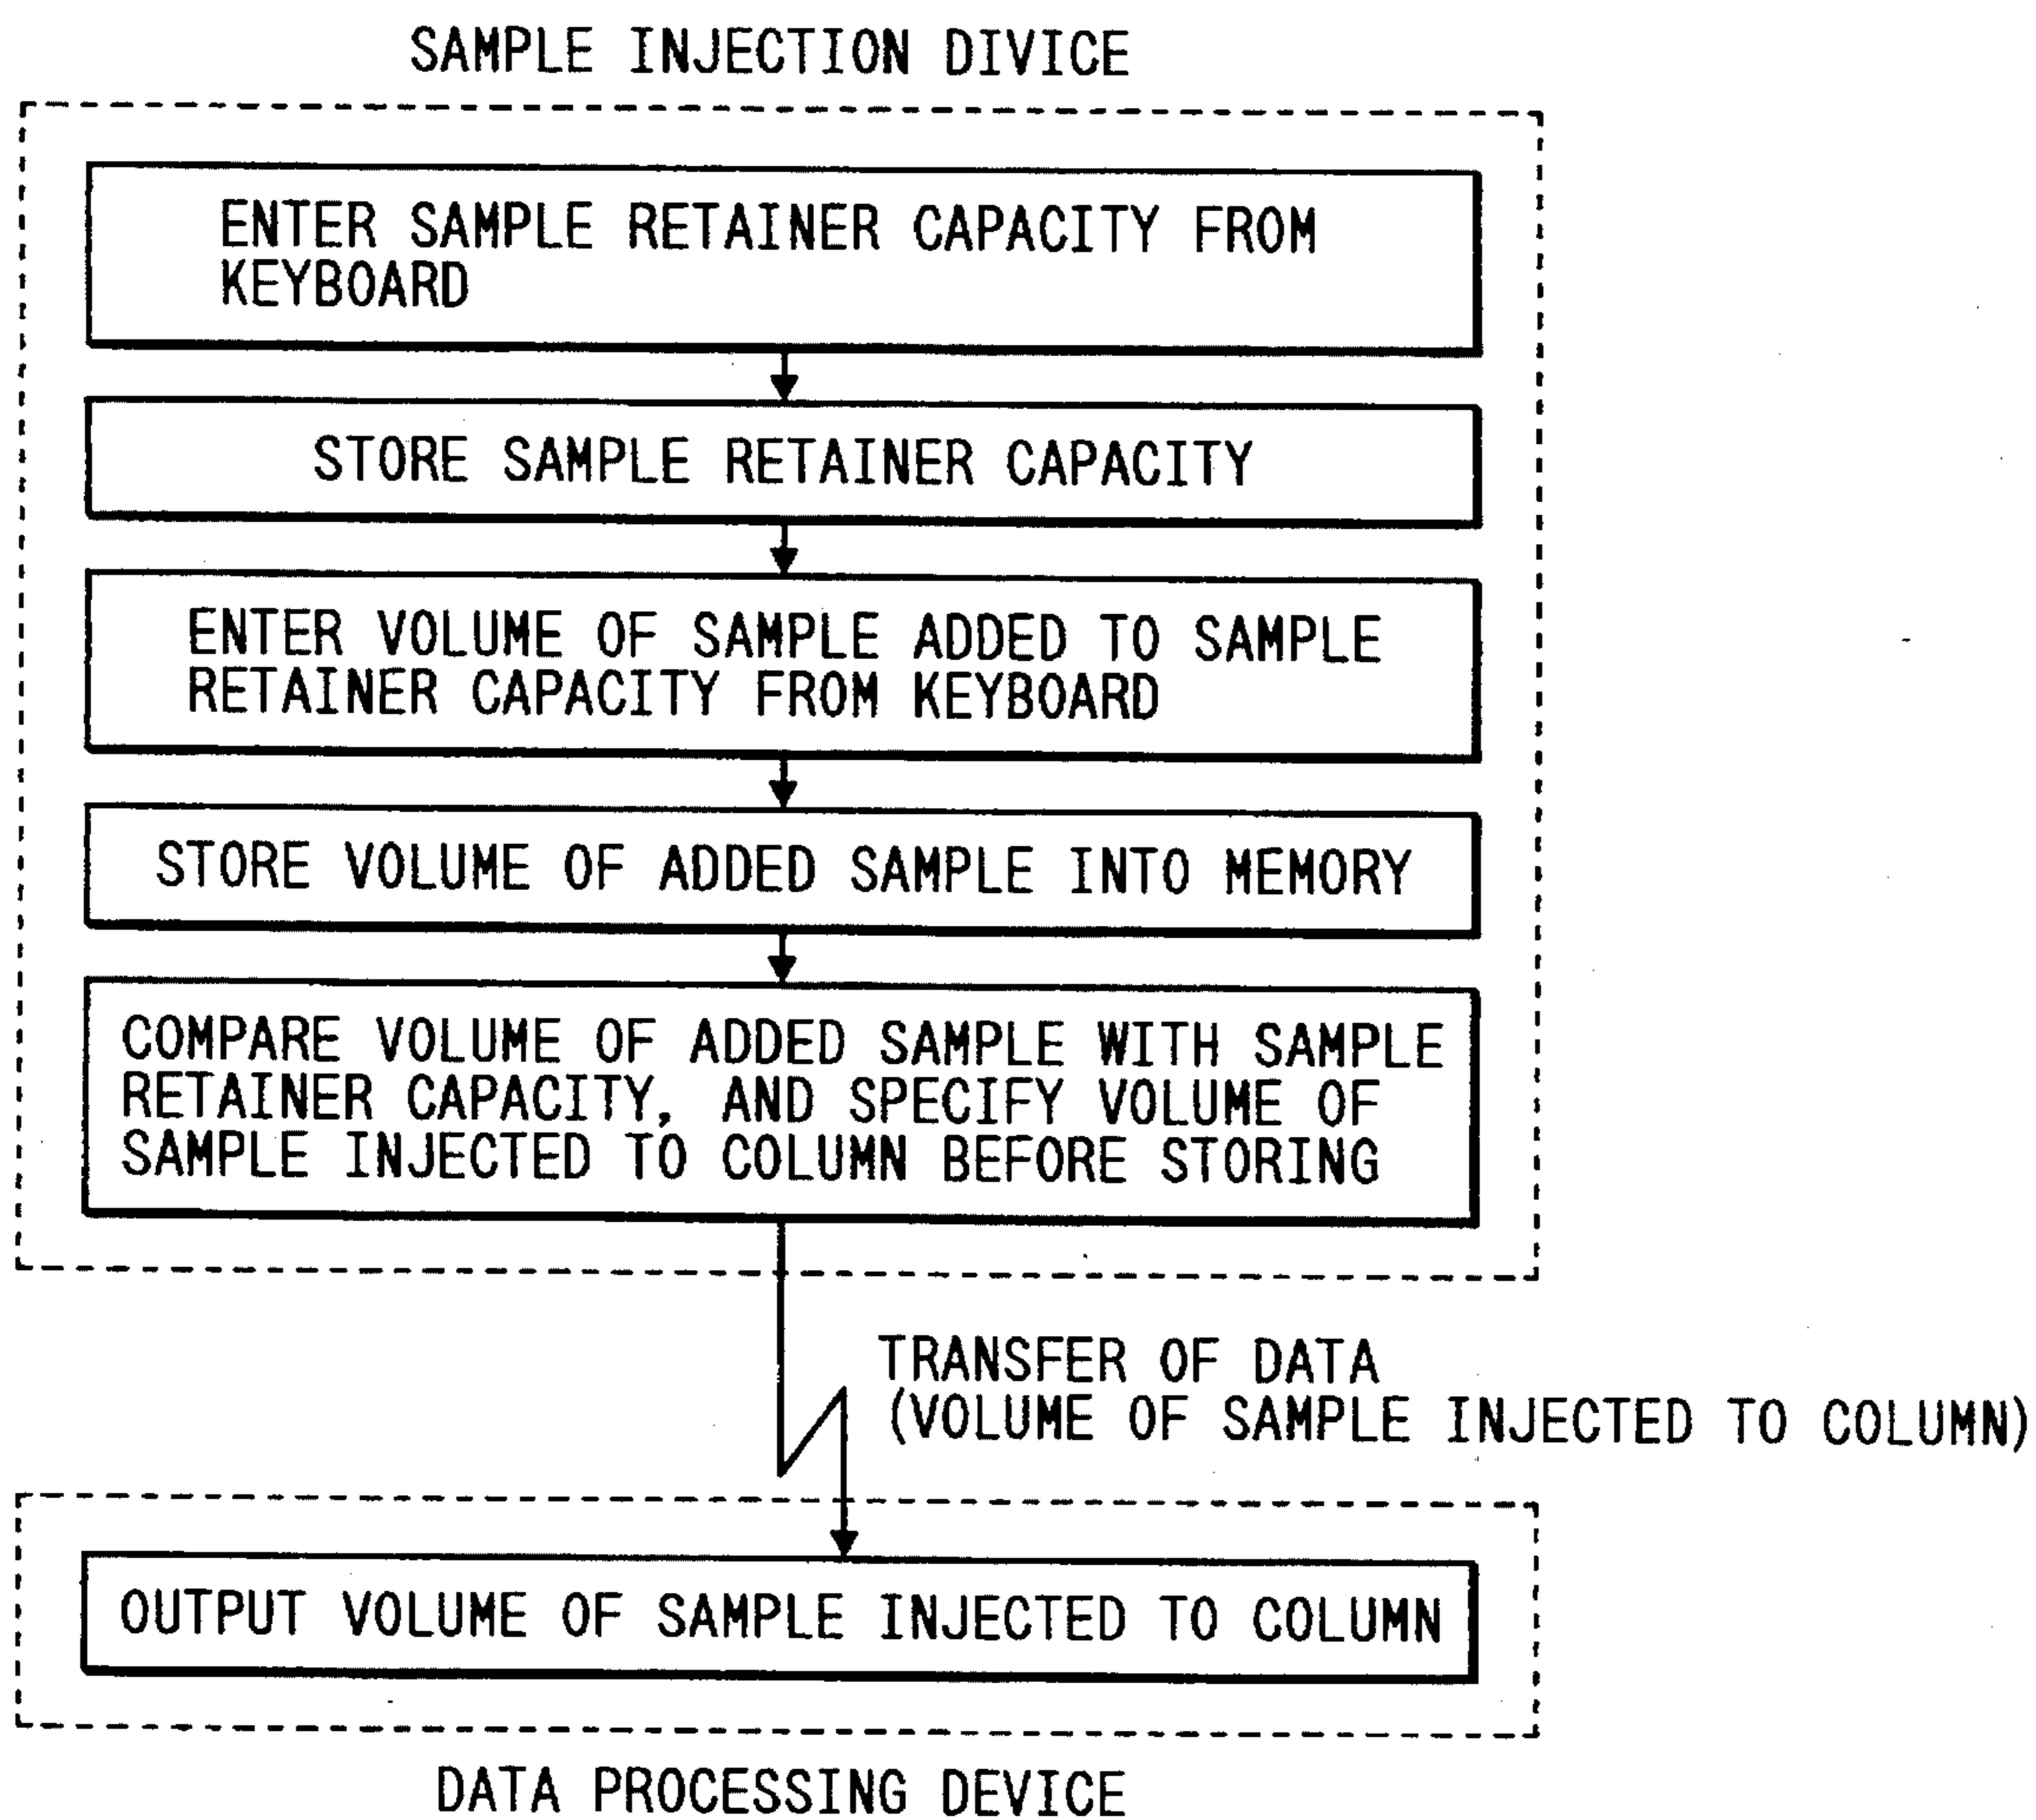 SAMPLE INJECTION DIVICE
ENTER SAMPLE RETAINER CAPACITY FROM
KEYBOARD
STORE SAMPLE RETAINER CAPACITY
ENTER VOLUME OF SAMPLE ADDED TO SAMPLE
RETAINER CAPACITY FROM KEYBOARD
STORE VOLUME OF ADDED SAMPLE INTO MEMORY
COMPARE VOLUME OF ADDED SAMPLE WITH SAMPLE
RETAINER CAPACITY, AND SPECIFY VOLUME OF
SAMPLE INJECTED TO COLUMN BEFORE STORING
TRANSFER OF DATA
(VOLUME OF SAMPLE INJECTED TO COLUMN)
OUTPUT VOLUME OF SAMPLE INJECTED TO COLUMN
DATA PROCESSING DEVICE